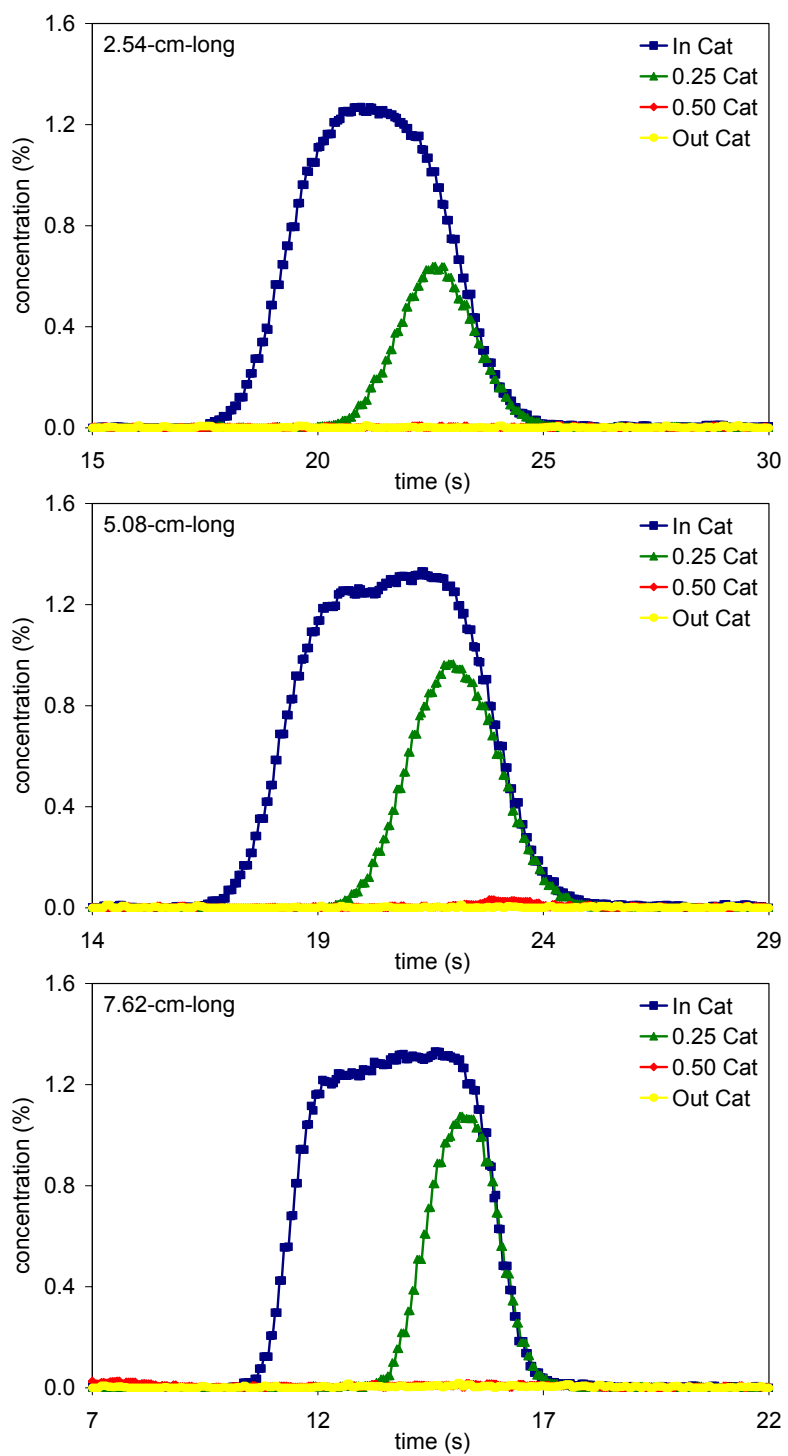 2.54-cm-long
In Cat
0.25 Cat
0.50 Cat
Out Cat
concentration (%)
1.6
1.2
0.8
0.4
0.0
15 20 25 30
time (s)
5.08-cm-long
In Cat
0.25 Cat
0.50 Cat
Out Cat
concentration (%)
1.6
1.2
0.8
0.4
0.0
14 19 24 29
time (s)
7.62-cm-long
In Cat
0.25 Cat
0.50 Cat
Out Cat
concentration (%)
1.6
1.2
0.8
0.4
0.0
7 12 17 22
time (s)